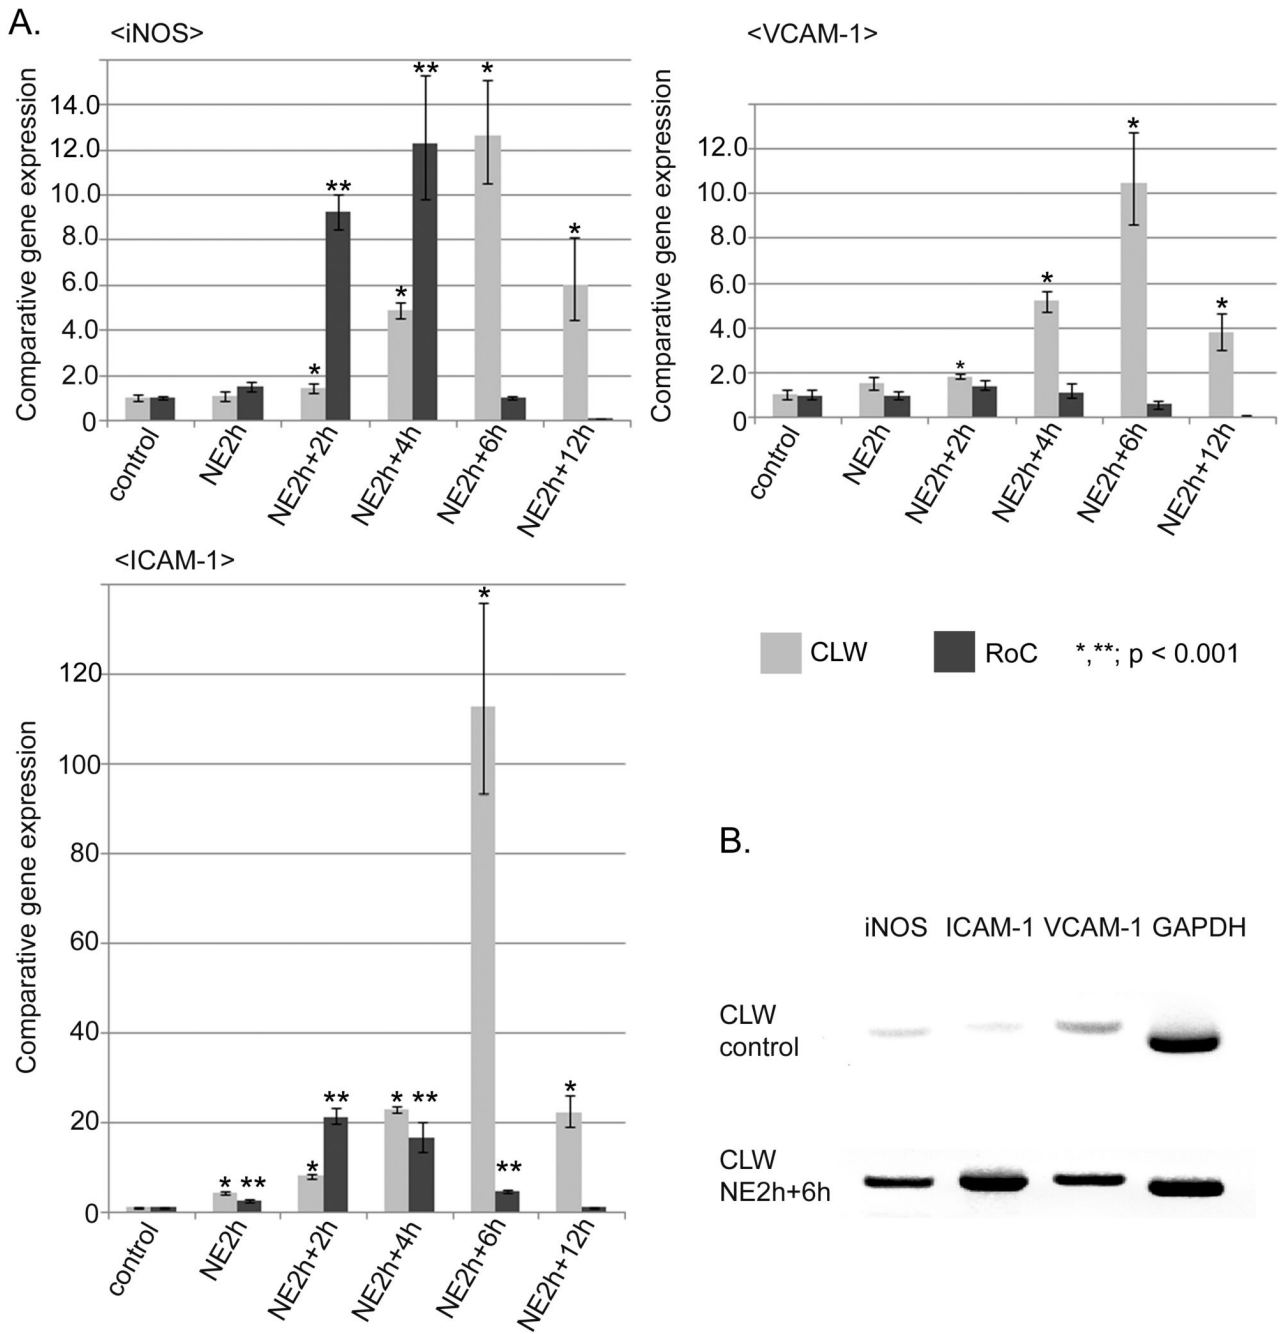 A.
<iNOS>
Comparative gene expression
14.0
12.0
10.0
8.0
6.0
4.0
2.0
0
** *
**
*
*
*
control NE2h NE2h+2h NE2h+4h NE2h+6h NE2h+12h
<VCAM-1>
Comparative gene expression
12.0
10.0
8.0
6.0
4.0
2.0
0
*
*
*
*
control NE2h NE2h+2h NE2h+4h NE2h+6h NE2h+12h
<ICAM-1>
Comparative gene expression
120
100
80
60
40
20
0
*
*
** * **
* ** * **
control NE2h NE2h+2h NE2h+4h NE2h+6h NE2h+12h
CLW RoC *,**; p < 0.001
B.
iNOS ICAM-1 VCAM-1 GAPDH
CLW
control
CLW
NE2h+6h